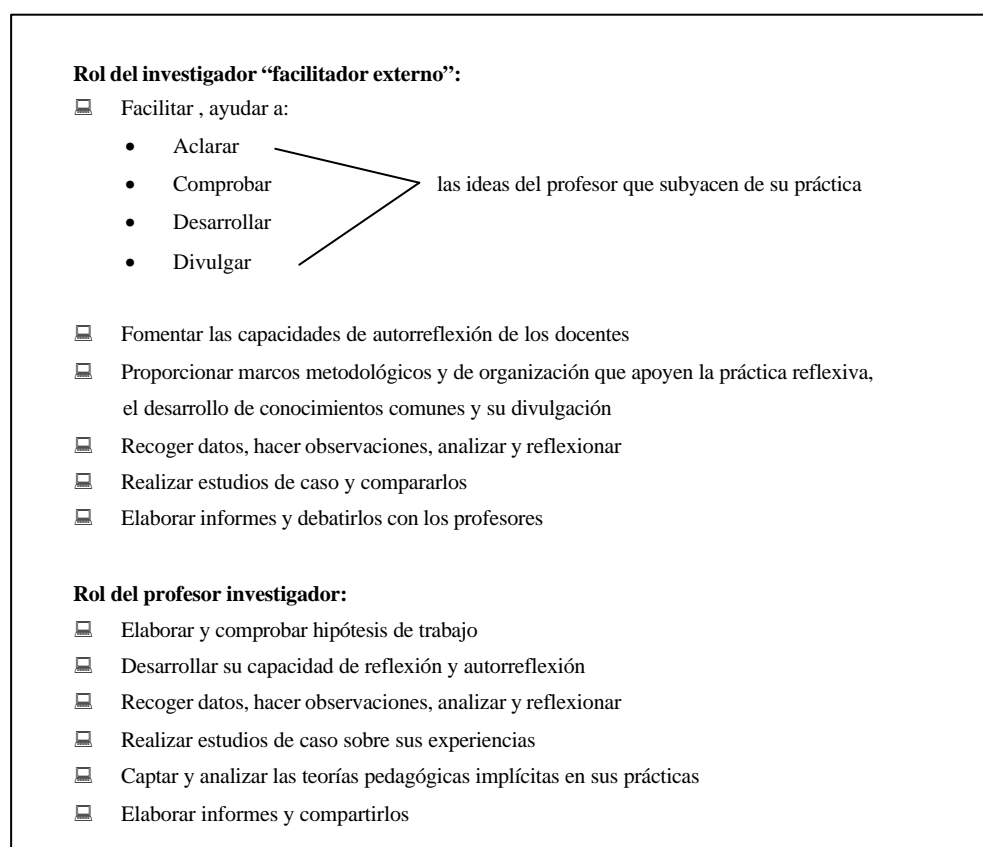 Rol del investigador “facilitador externo”:
Facilitar , ayudar a:
• Aclarar
• Comprobar las ideas del profesor que subyacen de su práctica
• Desarrollar
• Divulgar
Fomentar las capacidades de autorreflexión de los docentes
Proporcionar marcos metodológicos y de organización que apoyen la práctica reflexiva,
el desarrollo de conocimientos comunes y su divulgación
Recoger datos, hacer observaciones, analizar y reflexionar
Realizar estudios de caso y compararlos
Elaborar informes y debatirlos con los profesores
Rol del profesor investigador:
Elaborar y comprobar hipótesis de trabajo
Desarrollar su capacidad de reflexión y autorreflexión
Recoger datos, hacer observaciones, analizar y reflexionar
Realizar estudios de caso sobre sus experiencias
Captar y analizar las teorías pedagógicas implícitas en sus prácticas
Elaborar informes y compartirlos